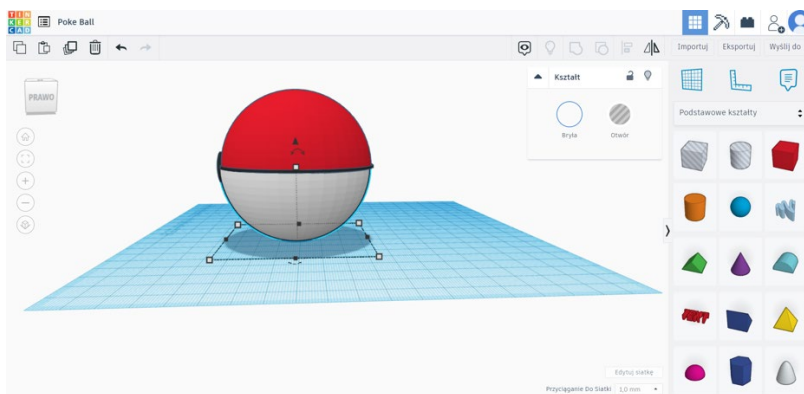 TIN
KER
CAD
Poke Ball
Importuj
Eksportuj
Wyślij do
PRAWO
Kształt
Bryła
Otwór
Podstawowe kształty
Edytuj siatkę
Przyciąganie Do Siatki 1,0 mm